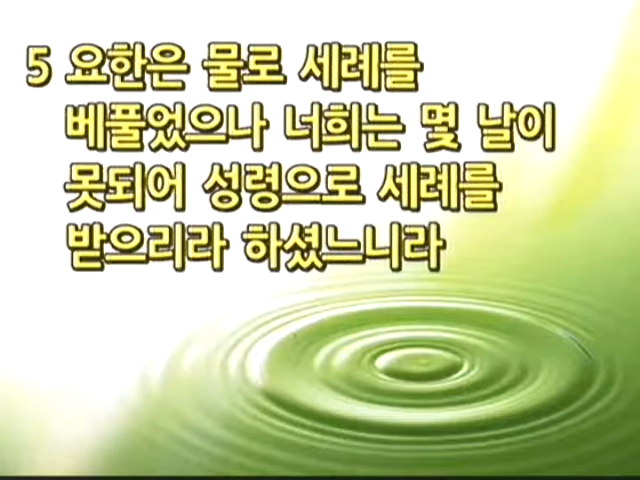 5 요한은 물로 세례를
베풀었으나 너희는 몇 날이
못되어 성령으로 세례를
받으리라 하셨느니라